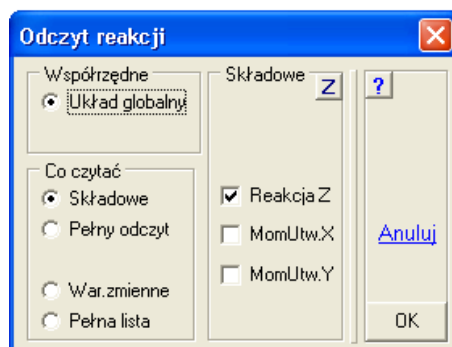 Odczyt reakcji
Współrzędne
Układ globalny
Co czytać
Składowe
Pełny odczyt
War.zmienne
Pełna lista
Składowe
Z
Reakcja Z
MomUtw.X
MomUtw.Y
?
Anuluj
OK